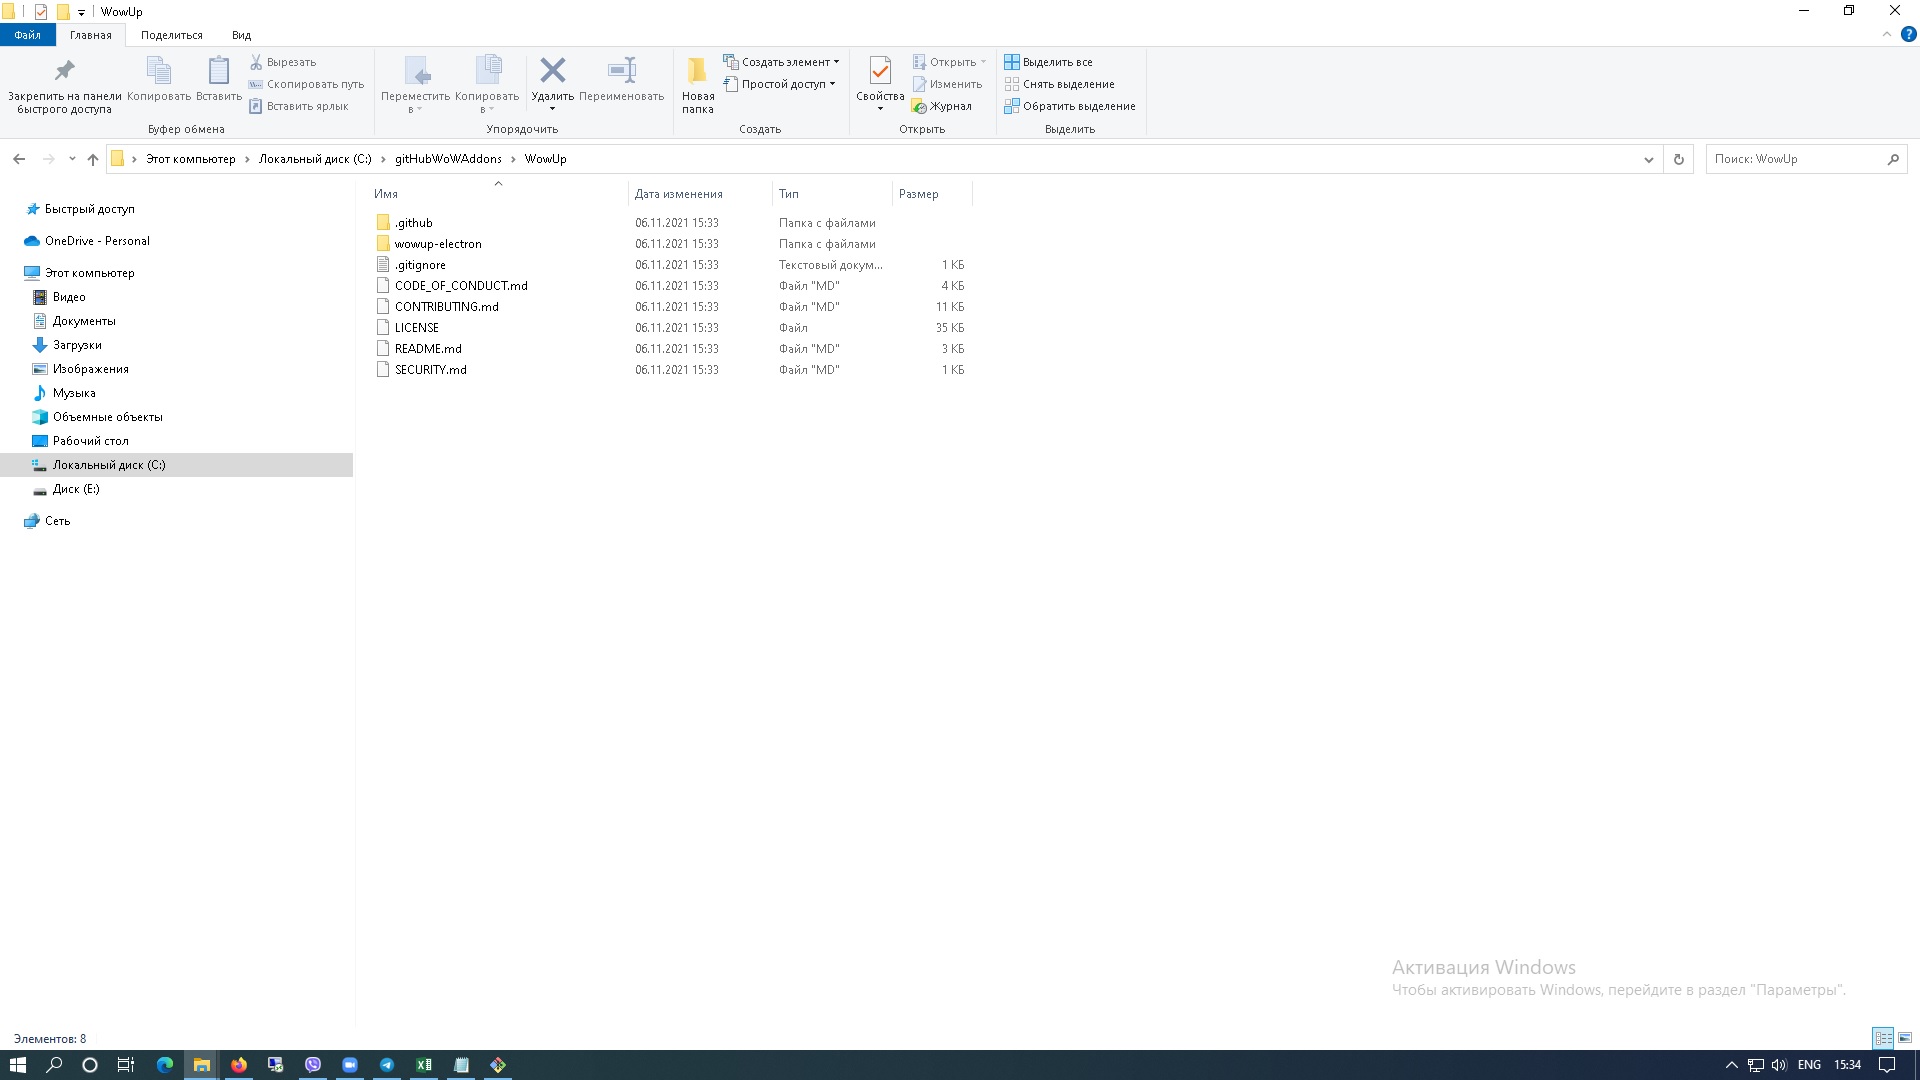 WowUp
Файл Главная Поделиться Вид
Закрепить на панели быстрого доступа
Копировать
Вставить
Вырезать
Скопировать путь
Вставить ярлык
Буфер обмена
Переместить в
Копировать в
Удалить
Переименовать
Упорядочить
Новая папка
Создать элемент
Простой доступ
Создать
Свойства
Открыть
Изменить
Журнал
Открыть
Выделить все
Снять выделение
Обратить выделение
Выделить
Этот компьютер > Локальный диск (C:) > gitHubWoWAddons > WowUp
Поиск: WowUp
Быстрый доступ
OneDrive - Personal
Этот компьютер
Видео
Документы
Загрузки
Изображения
Музыка
Объемные объекты
Рабочий стол
Локальный диск (C:)
Диск (E:)
Сеть
Имя Дата изменения Тип Размер
.github 06.11.2021 15:33 Папка с файлами
wowup-electron 06.11.2021 15:33 Папка с файлами
.gitignore 06.11.2021 15:33 Текстовый докум... 1 КБ
CODE_OF_CONDUCT.md 06.11.2021 15:33 Файл "MD" 4 КБ
CONTRIBUTING.md 06.11.2021 15:33 Файл "MD" 11 КБ
LICENSE 06.11.2021 15:33 Файл 35 КБ
README.md 06.11.2021 15:33 Файл "MD" 3 КБ
SECURITY.md 06.11.2021 15:33 Файл "MD" 1 КБ
Активация Windows
Чтобы активировать Windows, перейдите в раздел "Параметры".
Элементов: 8
ENG 15:34